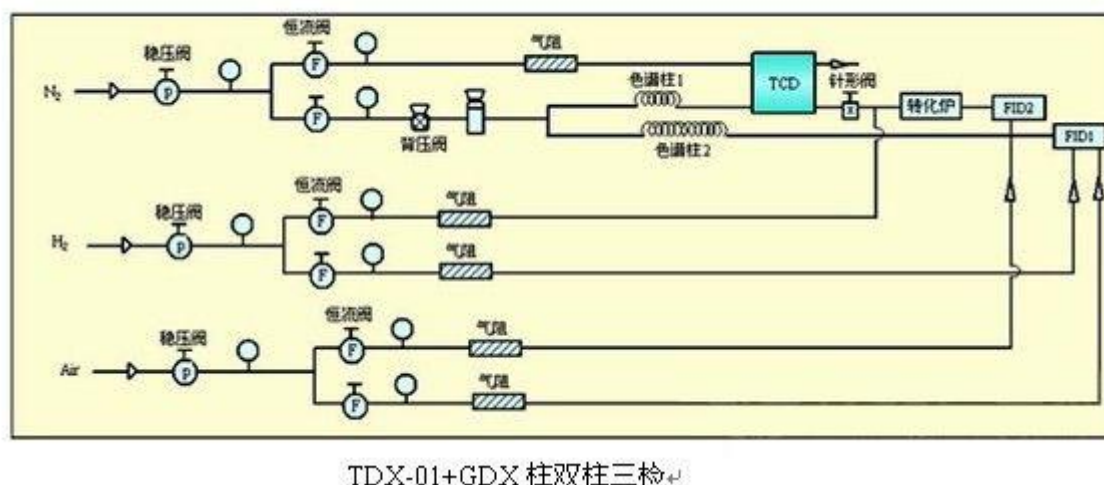 恒流阀
稳压阀
气阻
N₂
P
F
色谱柱1
TCD
针形阀
F
背压阀
x
转化炉
FID2
色谱柱2
FID1
恒流阀
稳压阀
气阻
H₂
P
F
气阻
F
恒流阀
稳压阀
气阻
Air
P
F
气阻
F
TDX-01+GDX 柱双柱三检↵